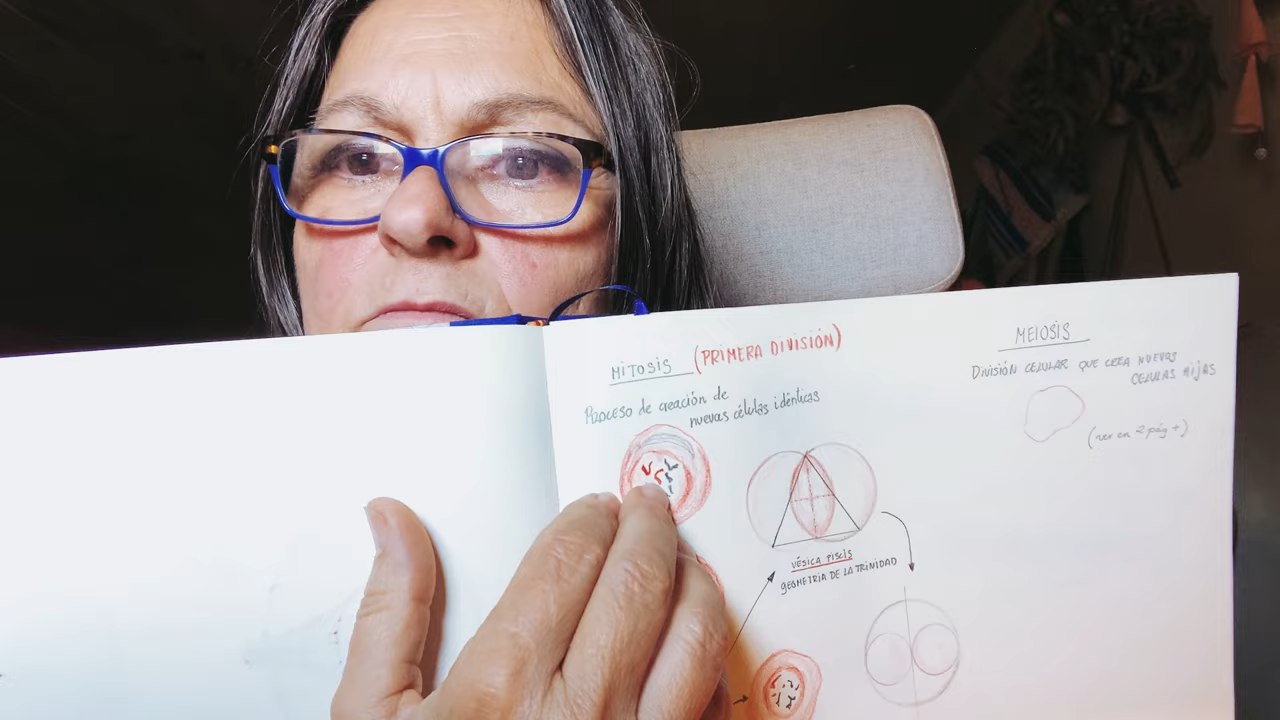 MITOSIS (PRIMERA DIVISIÓN)
PROCESO de creación de
nuevas células idénticas
VÉSICA PISCIS
GEOMETRÍA DE LA TRINIDAD
MEIOSIS
DIVISIÓN CELULAR QUE CREA NUEVAS
CELULAS HIJAS
(ver en 2 pág +)